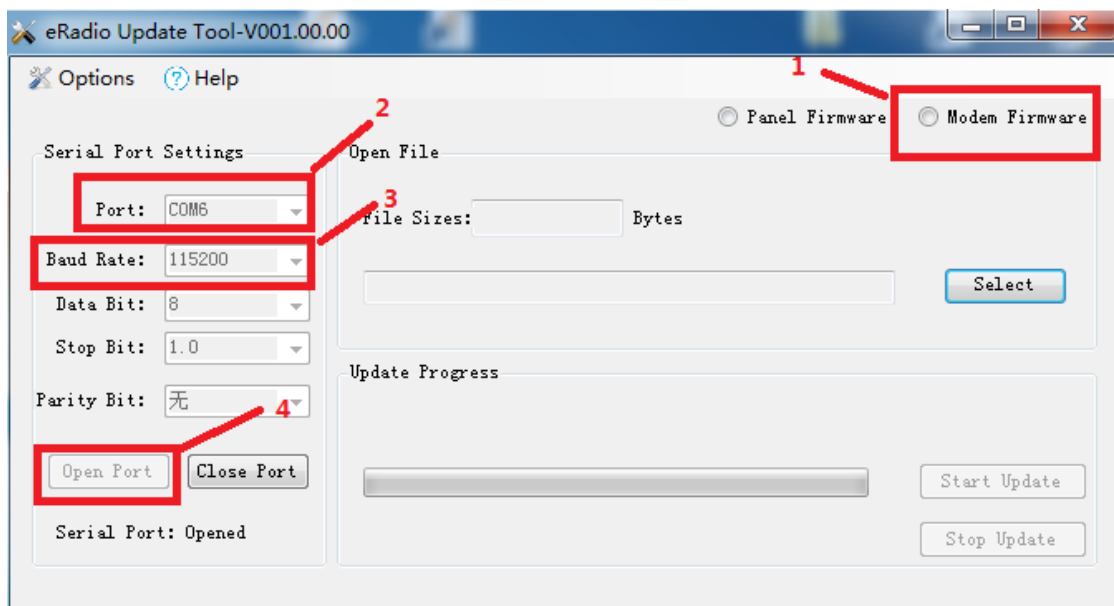 eRadio Update Tool-V001.00.00
Options Help
1
Panel Firmware Modem Firmware
2
Serial Port Settings
Port: COM6
3
Baud Rate: 115200
Data Bit: 8
Stop Bit: 1.0
Parity Bit: 无
4
Open Port Close Port
Serial Port: Opened
Open File
File Sizes: Bytes
Select
Update Progress
Start Update
Stop Update